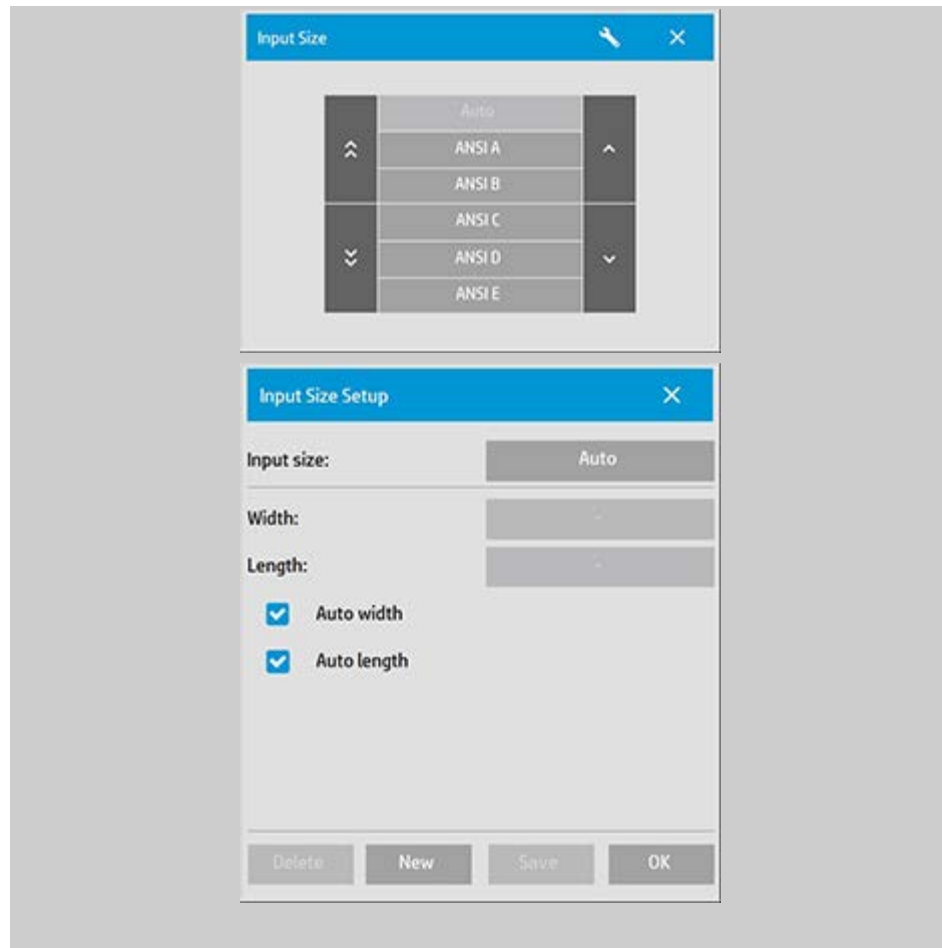 Input Size
Auto
ANSI A
ANSI B
ANSI C
ANSI D
ANSI E
Input Size Setup
Input size: Auto
Width: -
Length: -
Auto width
Auto length
Delete New Save OK